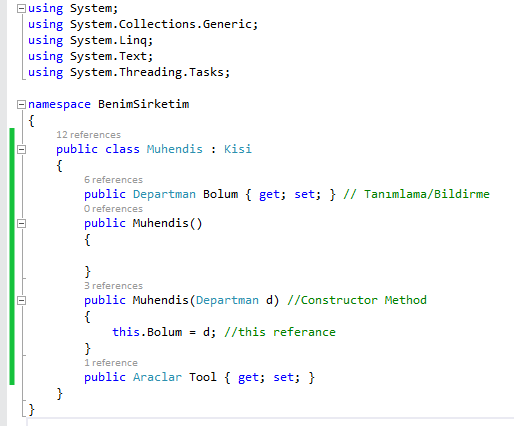 using System;
using System.Collections.Generic;
using System.Linq;
using System.Text;
using System.Threading.Tasks;
namespace BenimSirketim
{
12 references
public class Muhendis : Kisi
{
6 references
public Departman Bolum { get; set; } // Tanımlama/Bildirme
0 references
public Muhendis()
{
}
3 references
public Muhendis(Departman d) //Constructor Method
{
this.Bolum = d; //this referance
}
1 reference
public Araclar Tool { get; set; }
}
}